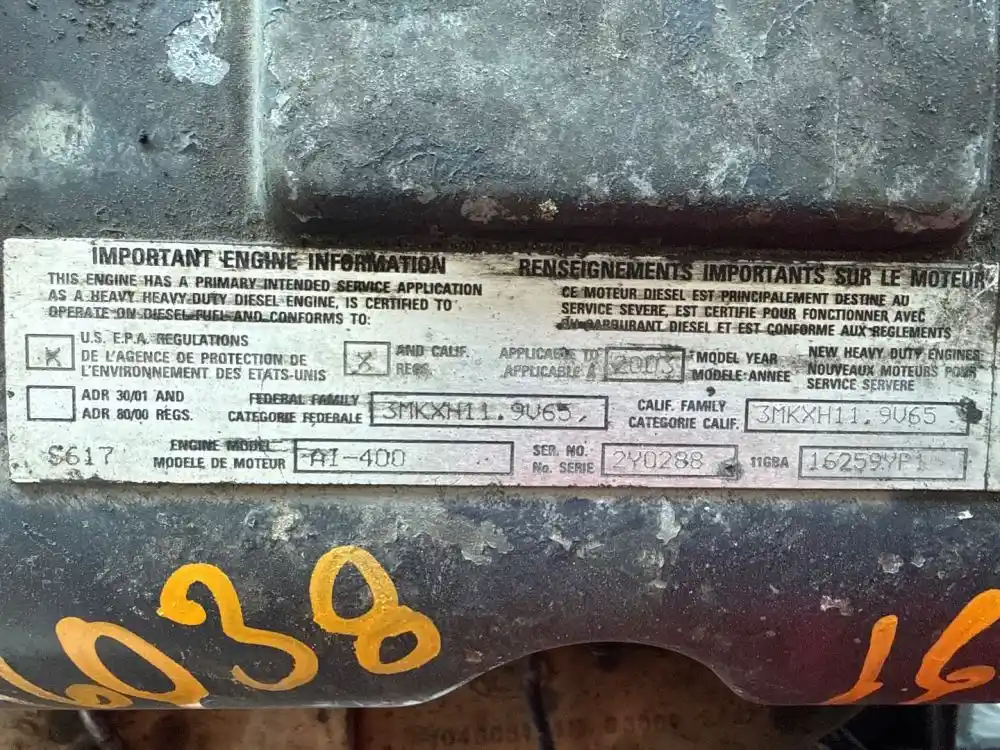 IMPORTANT ENGINE INFORMATION
THIS ENGINE HAS A PRIMARY INTENDED SERVICE APPLICATION
AS A HEAVY HEAVY-DUTY DIESEL ENGINE, IS CERTIFIED TO
OPERATE ON DIESEL FUEL AND CONFORMS TO:
RENSEIGNEMENTS IMPORTANTS SUR LE MOTEUR
CE MOTEUR DIESEL EST PRINCIPALEMENT DESTINE AU
SERVICE SEVERE, EST CERTIFIE POUR FONCTIONNER AVEC
DU CARBURANT DIESEL ET EST CONFORME AUX REGLEMENTS
X U.S. E.P.A. REGULATIONS
DE L'AGENCE DE PROTECTION DE
L'ENVIRONNEMENT DES ETATS-UNIS
X AND CALIF.
REGS.
APPLICABLE TO
APPLICABLE A
2003
MODEL YEAR
MODELE-ANNEE
NEW HEAVY DUTY ENGINES
NOUVEAUX MOTEURS POUR
SERVICE SERVERE
ADR 30/01 AND
ADR 80/00 REGS.
FEDERAL FAMILY
CATEGORIE FEDERALE
3MKXH11.9V65,
CALIF. FAMILY
CATEGORIE CALIF.
3MKXH11.9V65
S617
ENGINE MODEL
MODELE DE MOTEUR
AI-400
SER. NO.
No. SERIE
2Y0288
11GBA
16259YP1
038
16